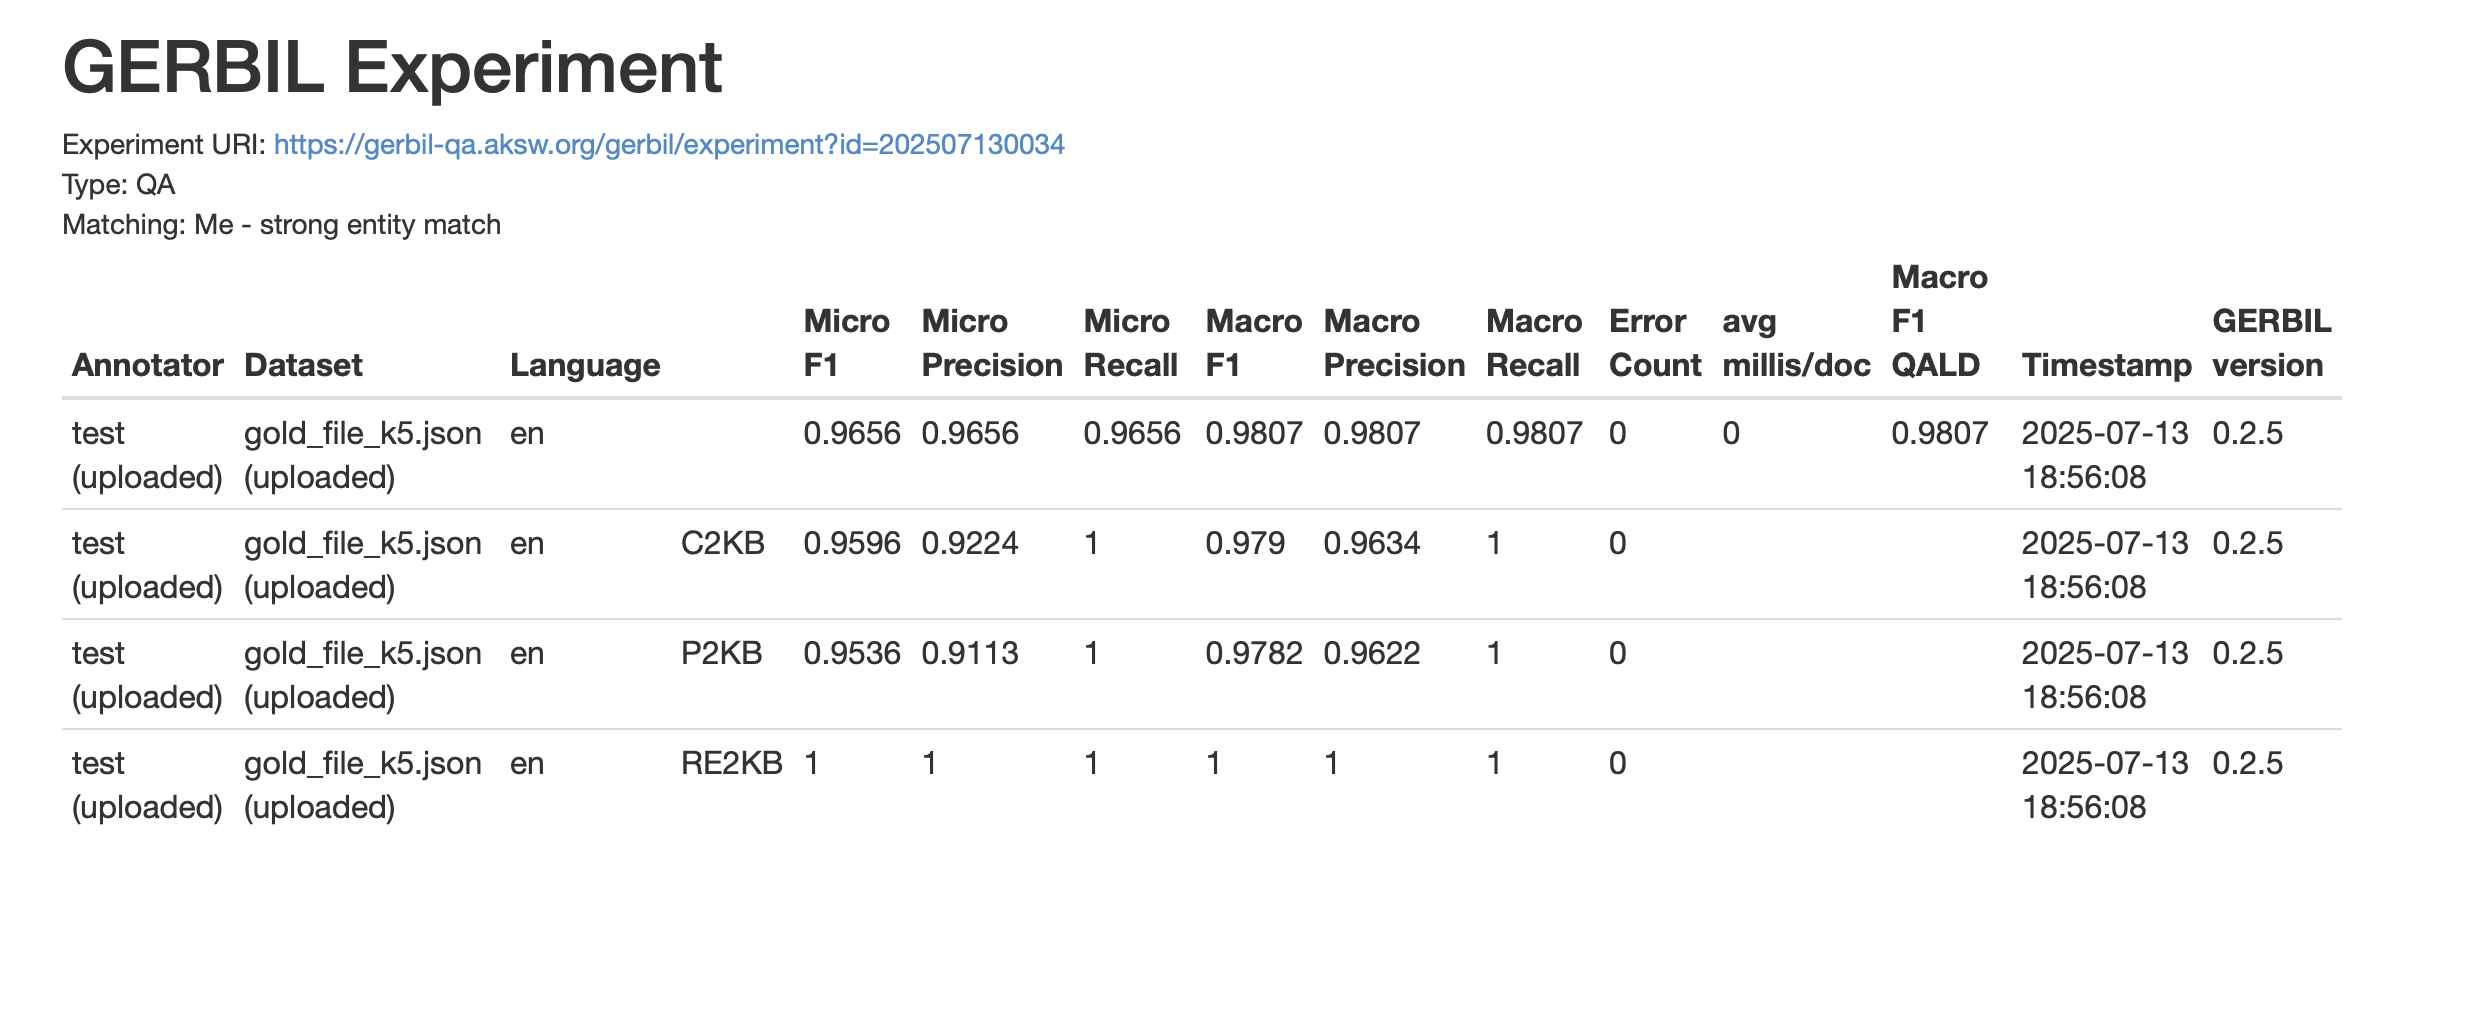 GERBIL Experiment
Experiment URI: https://gerbil-qa.aksw.org/gerbil/experiment?id=202507130034
Type: QA
Matching: Me - strong entity match
Annotator Dataset Language Micro F1 Micro Precision Micro Recall Macro F1 Macro Precision Macro Recall Error Count avg millis/doc Macro F1 QALD Timestamp GERBIL version
test (uploaded) gold_file_k5.json (uploaded) en 0.9656 0.9656 0.9656 0.9807 0.9807 0.9807 0 0 0.9807 2025-07-13 18:56:08 0.2.5
test (uploaded) gold_file_k5.json (uploaded) en C2KB 0.9596 0.9224 1 0.979 0.9634 1 0 2025-07-13 18:56:08 0.2.5
test (uploaded) gold_file_k5.json (uploaded) en P2KB 0.9536 0.9113 1 0.9782 0.9622 1 0 2025-07-13 18:56:08 0.2.5
test (uploaded) gold_file_k5.json (uploaded) en RE2KB 1 1 1 1 1 1 0 2025-07-13 18:56:08 0.2.5